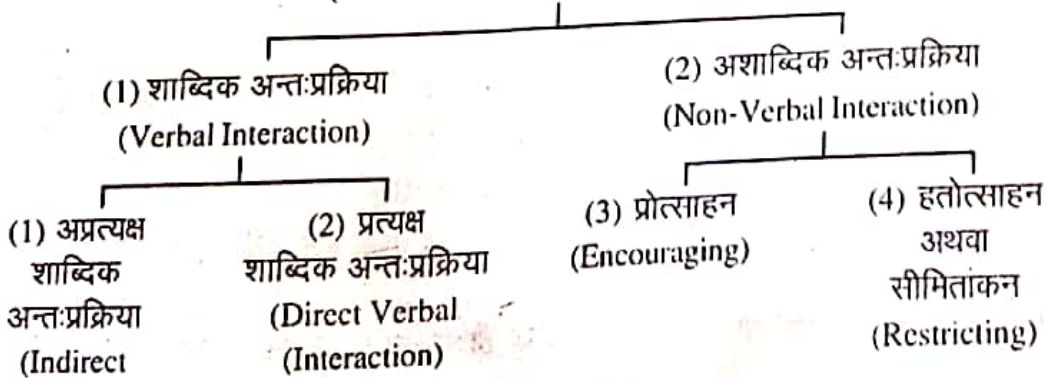 (1) शाब्दिक अन्तःप्रक्रिया
(Verbal Interaction)
(2) अशाब्दिक अन्तःप्रक्रिया
(Non-Verbal Interaction)
(1) अप्रत्यक्ष
शाब्दिक
अन्तःप्रक्रिया
(Indirect
(2) प्रत्यक्ष
शाब्दिक अन्तःप्रक्रिया
(Direct Verbal
(Interaction)
(3) प्रोत्साहन
(Encouraging)
(4) हतोत्साहन
अथवा
सीमितांकन
(Restricting)